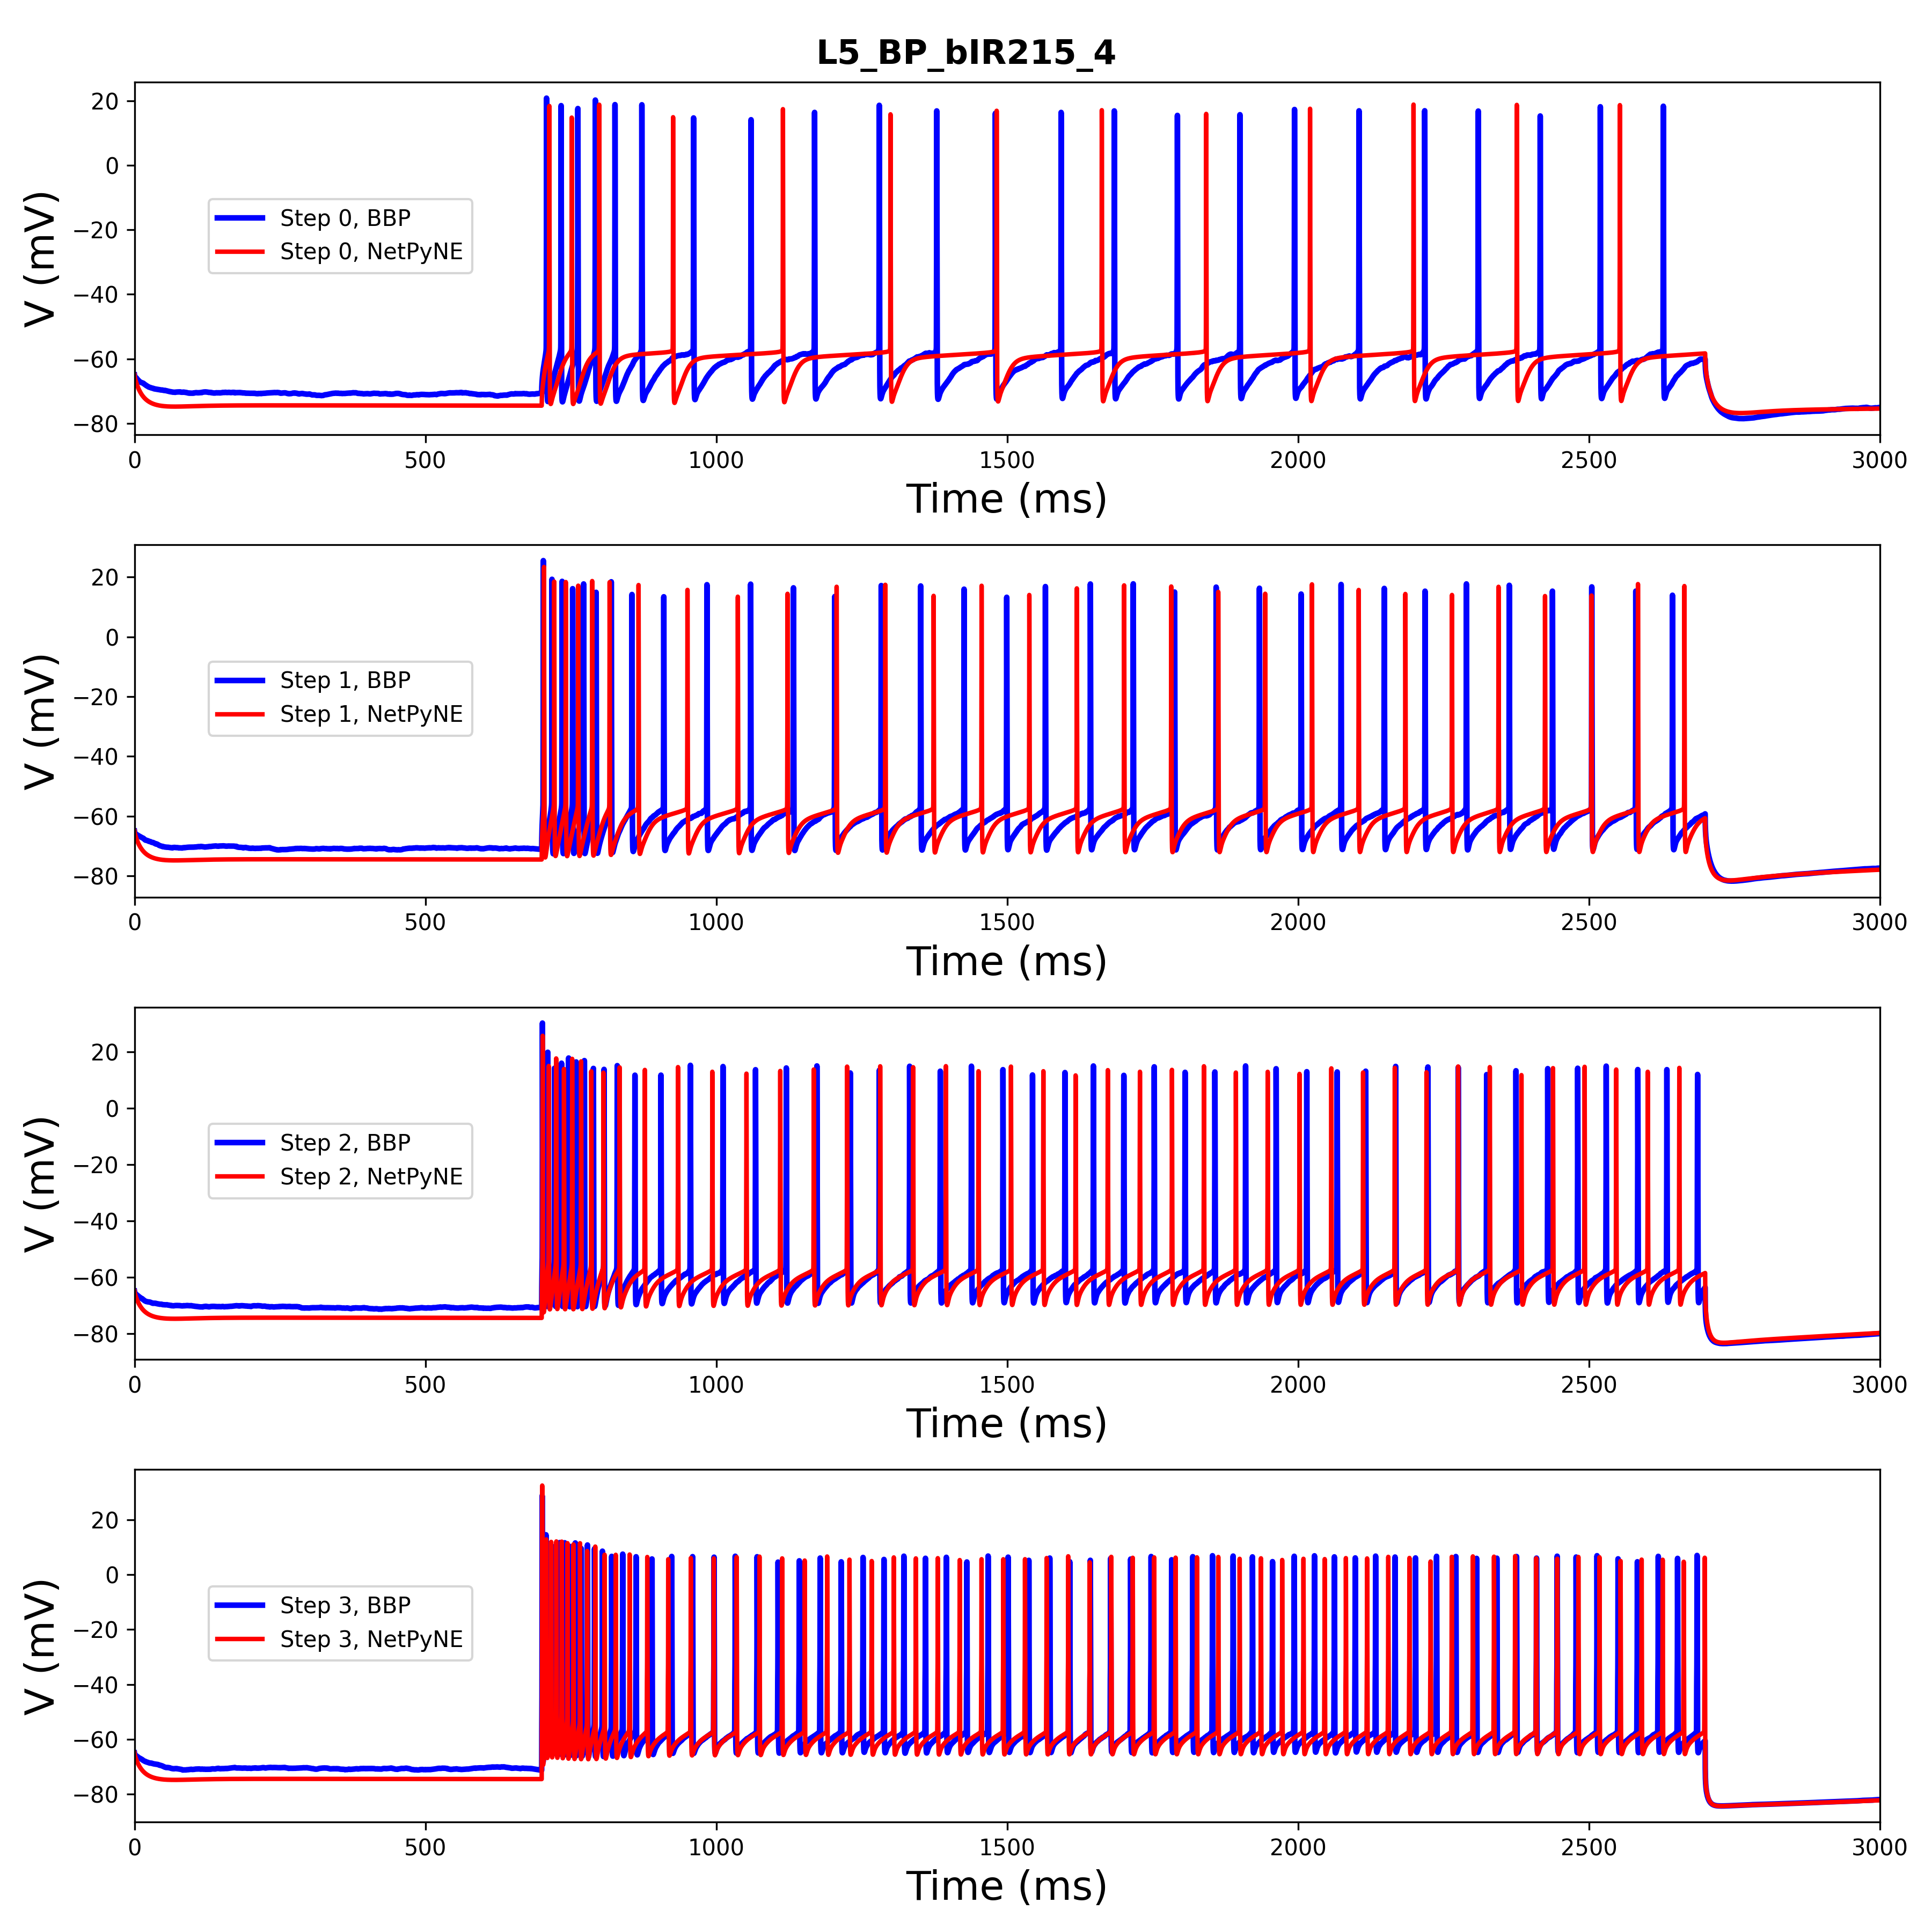 L5_BP_bIR215_4
20
0
−20
−40
−60
−80
V (mV)
Step 0, BBP
Step 0, NetPyNE
0 500 1000 1500 2000 2500 3000
Time (ms)
20
0
−20
−40
−60
−80
V (mV)
Step 1, BBP
Step 1, NetPyNE
0 500 1000 1500 2000 2500 3000
Time (ms)
20
0
−20
−40
−60
−80
V (mV)
Step 2, BBP
Step 2, NetPyNE
0 500 1000 1500 2000 2500 3000
Time (ms)
20
0
−20
−40
−60
−80
V (mV)
Step 3, BBP
Step 3, NetPyNE
0 500 1000 1500 2000 2500 3000
Time (ms)